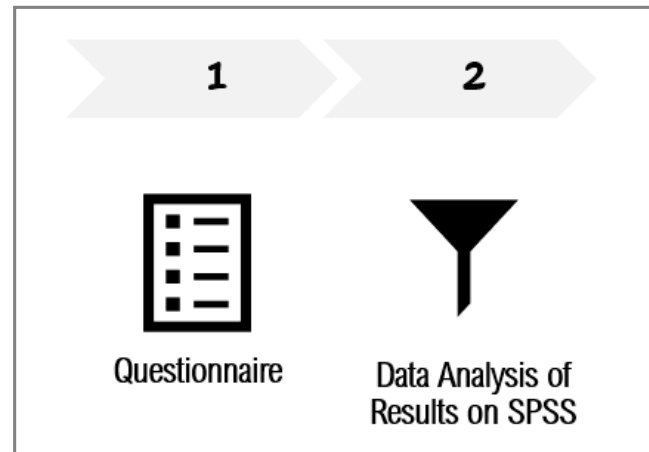 1
2
Questionnaire
Data Analysis of
Results on SPSS